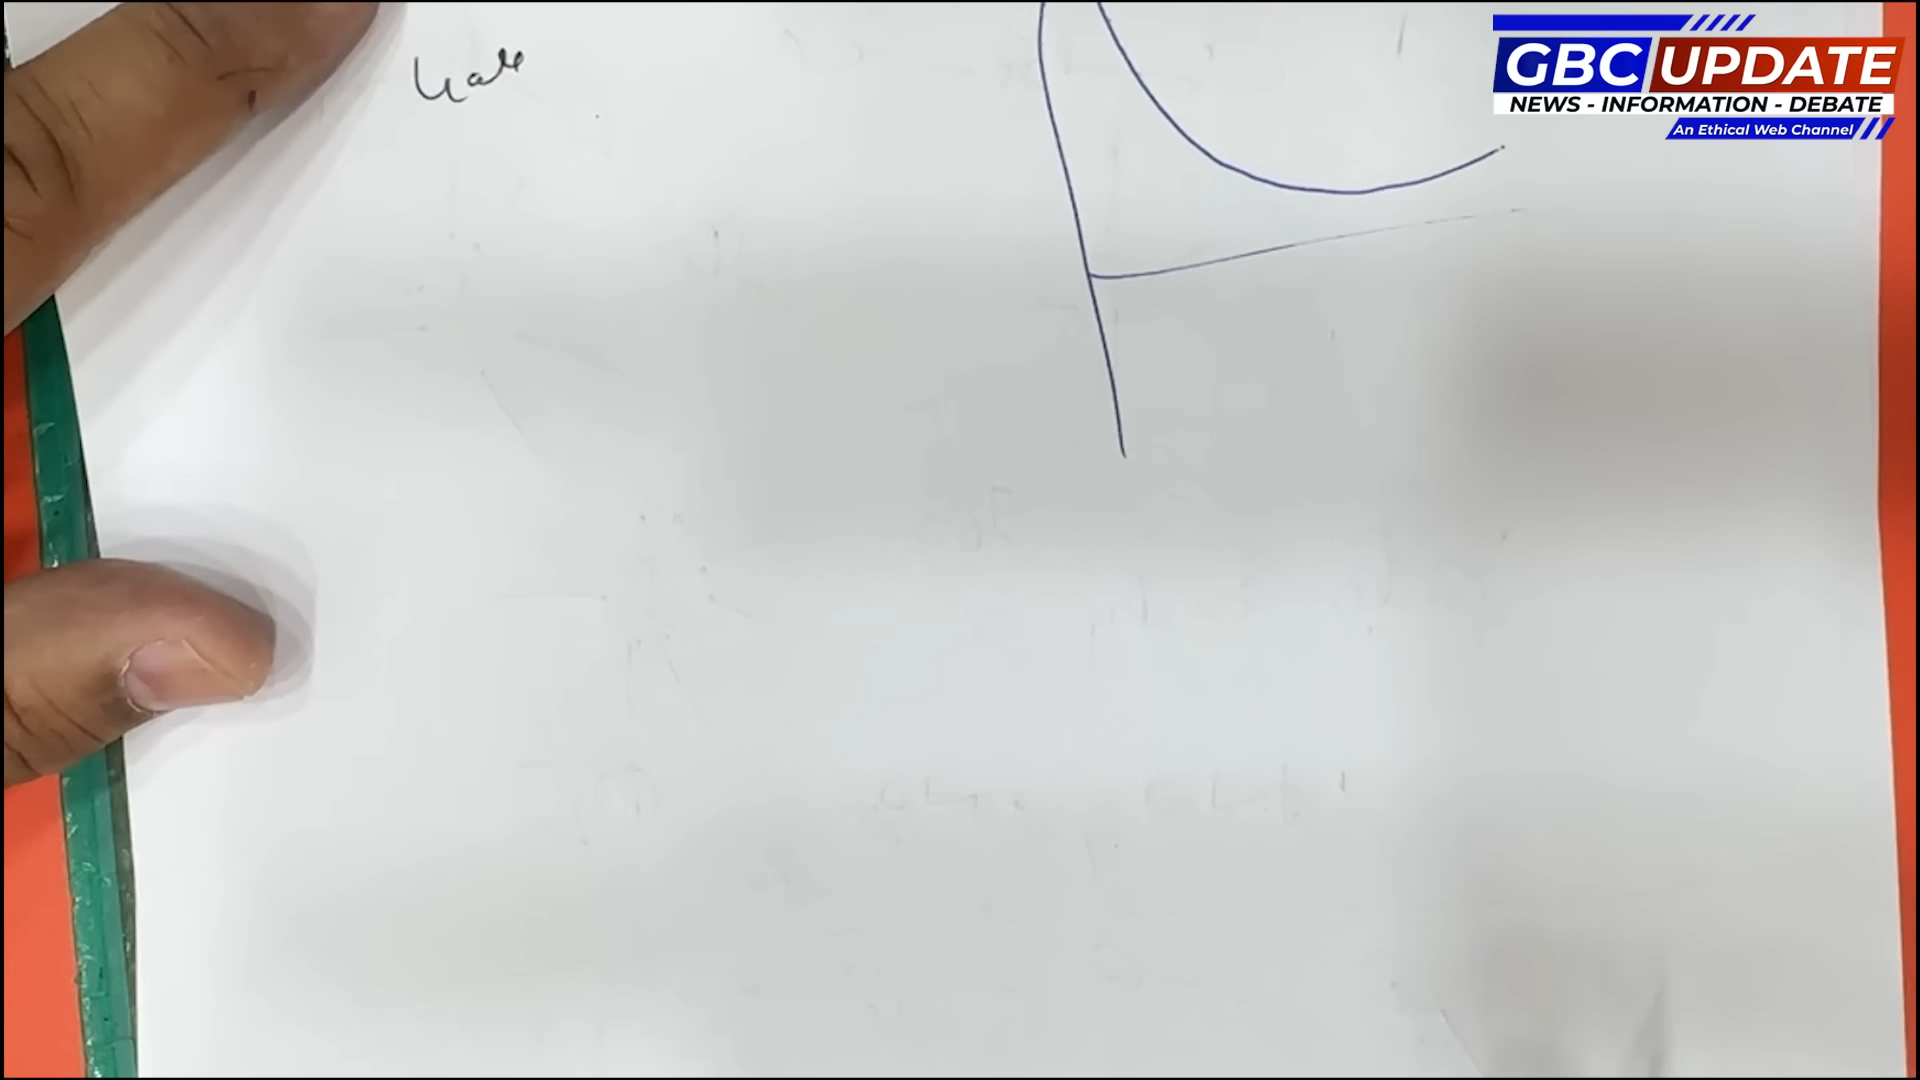 GBC UPDATE
NEWS - INFORMATION - DEBATE
An Ethical Web Channel